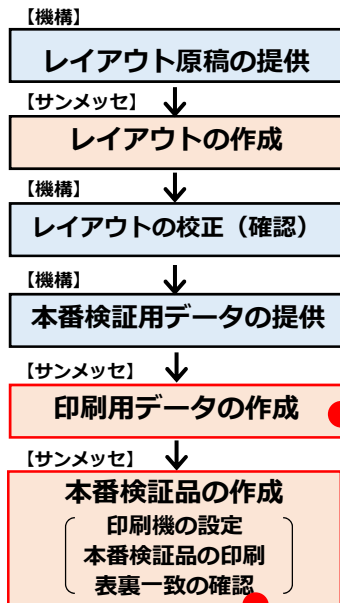 【機構】
レイアウト原稿の提供
【サンメッセ】
レイアウトの作成
【機構】
レイアウトの校正（確認）
【機構】
本番検証用データの提供
【サンメッセ】
印刷用データの作成
【サンメッセ】
本番検証品の作成
印刷機の設定
本番検証品の印刷
表裏一致の確認